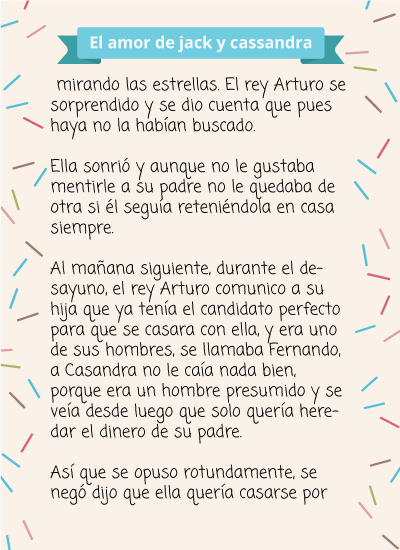 El amor de jack y cassandra
mirando las estrellas. El rey Arturo se
sorprendido y se dio cuenta que pues
haya no la habían buscado.
Ella sonrió y aunque no le gustaba
mentirle a su padre no le quedaba de
otra si él seguía reteniéndola en casa
siempre.
Al mañana siguiente, durante el de-
sayuno, el rey Arturo comunico a su
hija que ya tenía el candidato perfecto
para que se casara con ella, y era uno
de sus hombres, se llamaba Fernando,
a Casandra no le caía nada bien,
porque era un hombre presumido y se
veía desde luego que solo quería here-
dar el dinero de su padre.
Así que se opuso rotundamente, se
negó dijo que ella quería casarse por